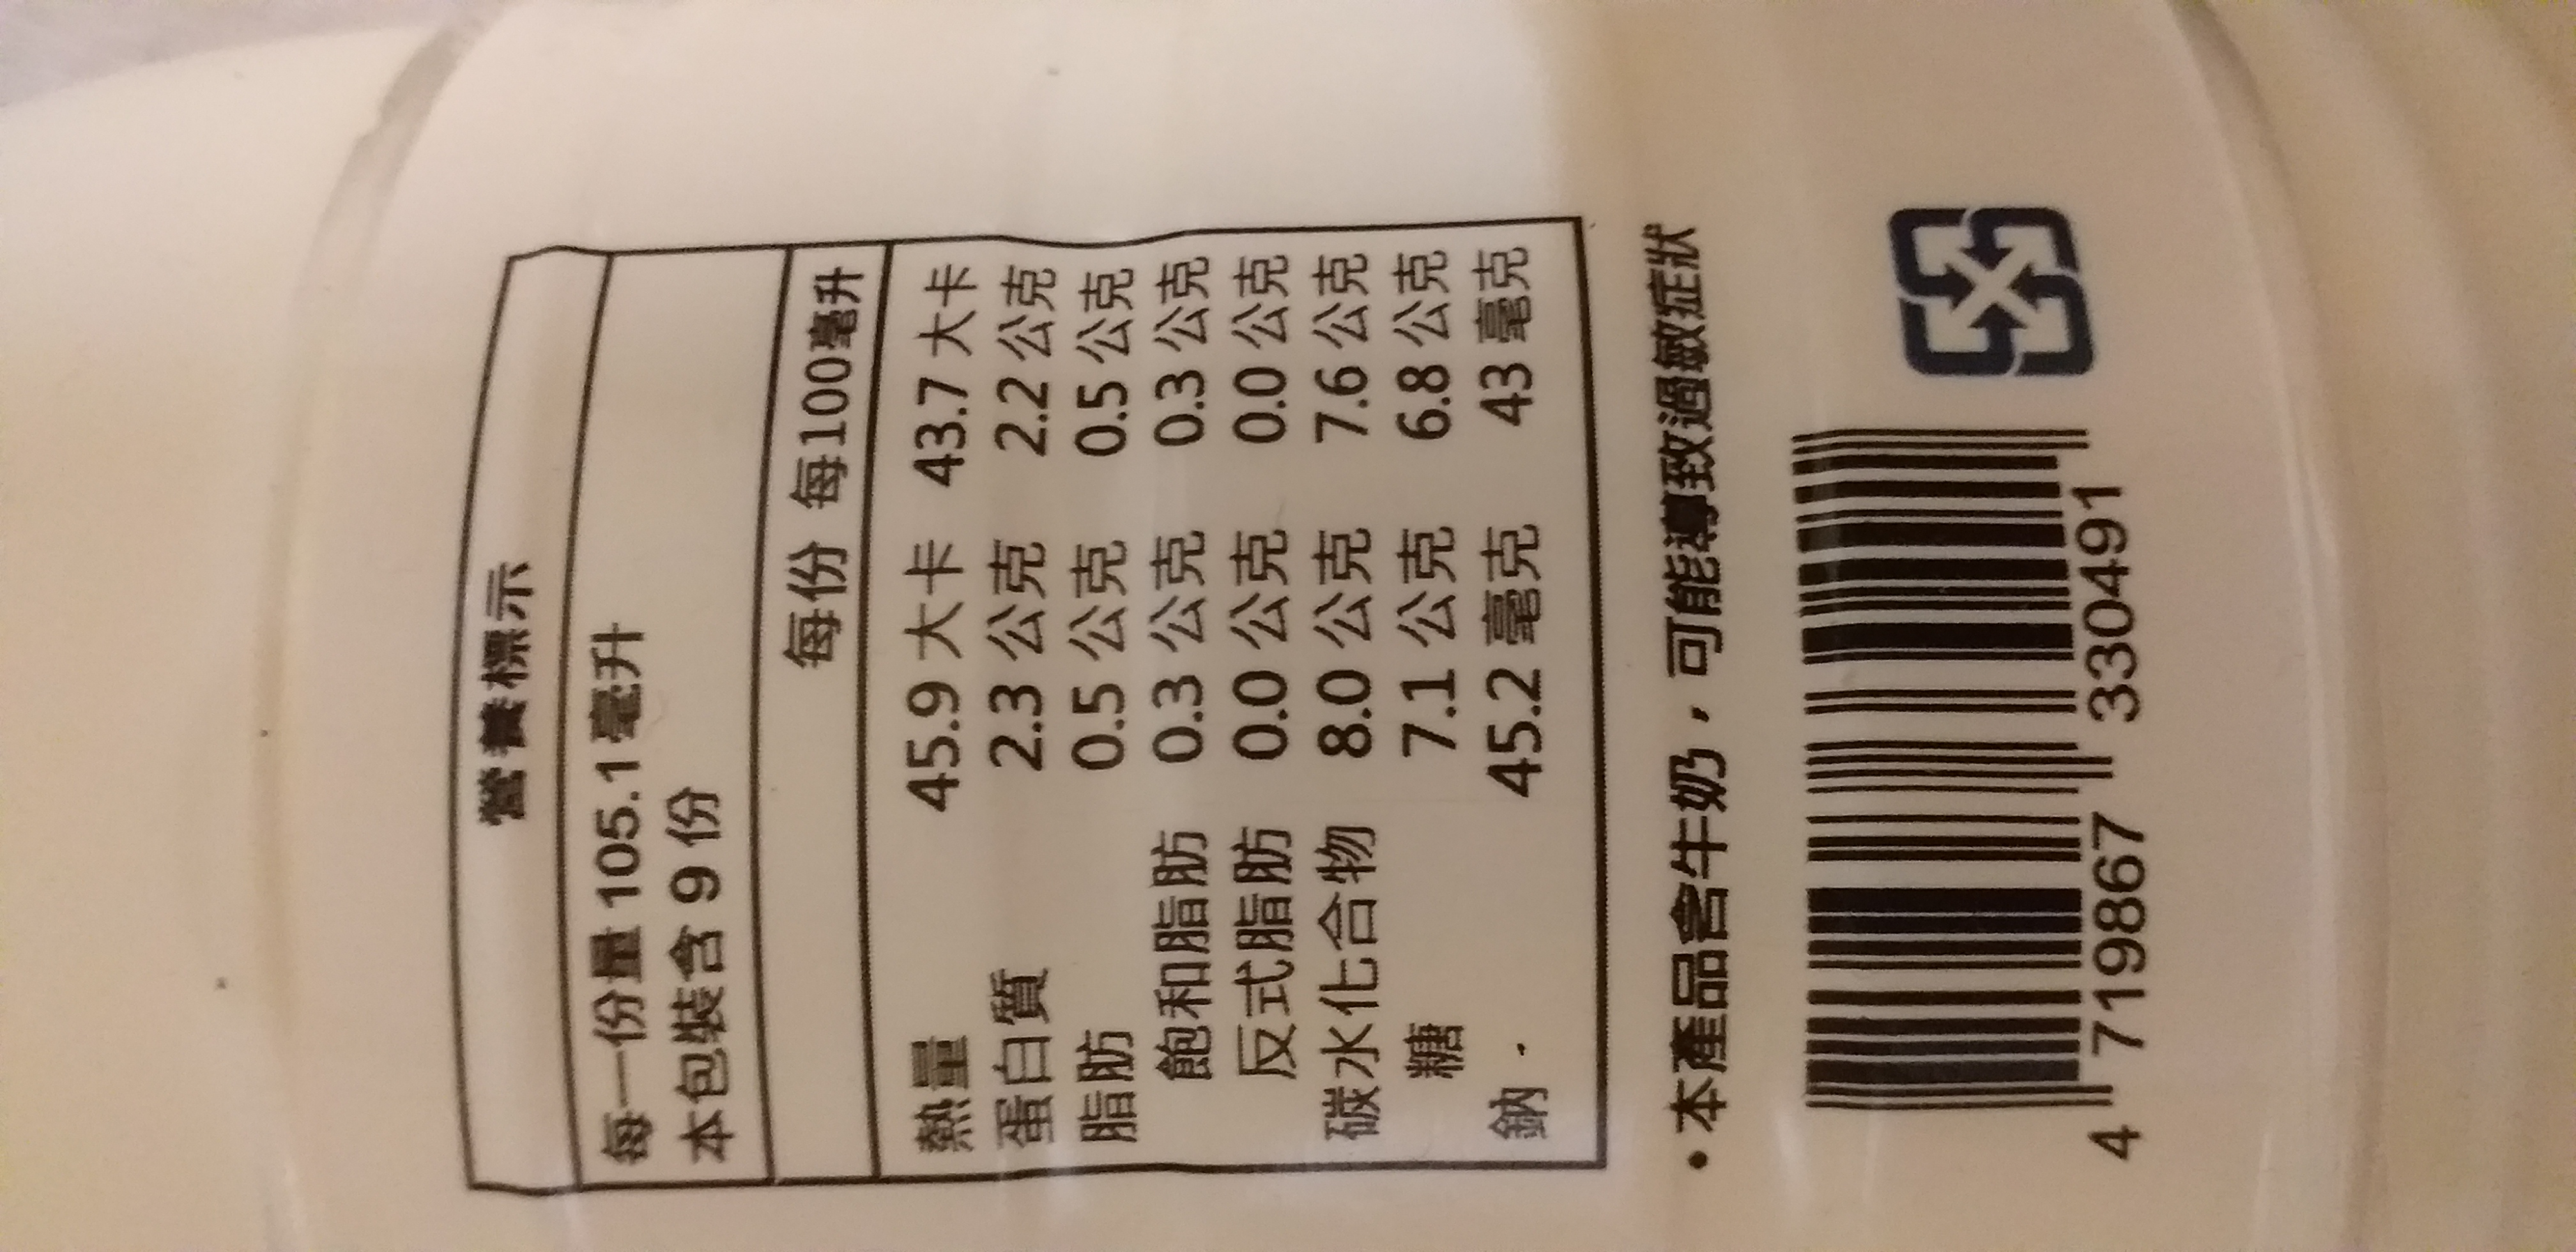 營養標示
每一份量 105.1毫升
本包裝含 9 份
每份 每100毫升
熱量 45.9 大卡 43.7 大卡
蛋白質 2.3 公克 2.2 公克
脂肪 0.5 公克 0.5 公克
飽和脂肪 0.3 公克 0.3 公克
反式脂肪 0.0 公克 0.0 公克
碳水化合物 8.0 公克 7.6 公克
糖 7.1 公克 6.8 公克
鈉 45.2 毫克 43 毫克
•本產品含牛奶，可能導致過敏症狀
4 719867 330491